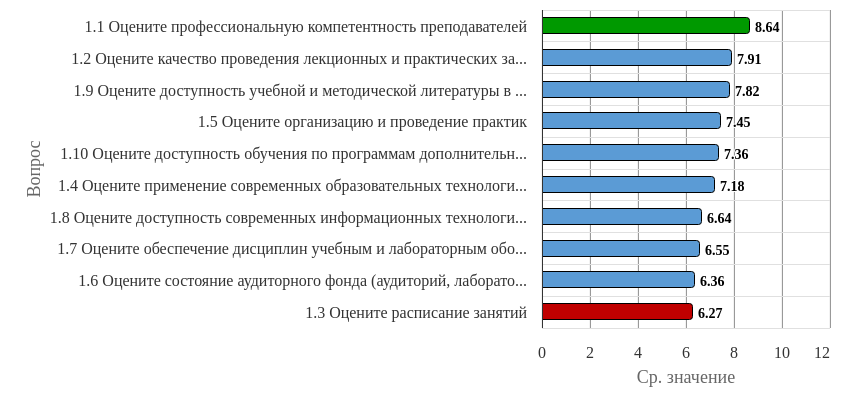 1.1 Оцените профессиональную компетентность преподавателей 8.64
1.2 Оцените качество проведения лекционных и практических за... 7.91
1.9 Оцените доступность учебной и методической литературы в ... 7.82
1.5 Оцените организацию и проведение практик 7.45
1.10 Оцените доступность обучения по программам дополнительн... 7.36
1.4 Оцените применение современных образовательных технологи... 7.18
1.8 Оцените доступность современных информационных технологи... 6.64
1.7 Оцените обеспечение дисциплин учебным и лабораторным обо... 6.55
1.6 Оцените состояние аудиторного фонда (аудиторий, лаборато... 6.36
1.3 Оцените расписание занятий 6.27
Вопрос
0 2 4 6 8 10 12
Ср. значение